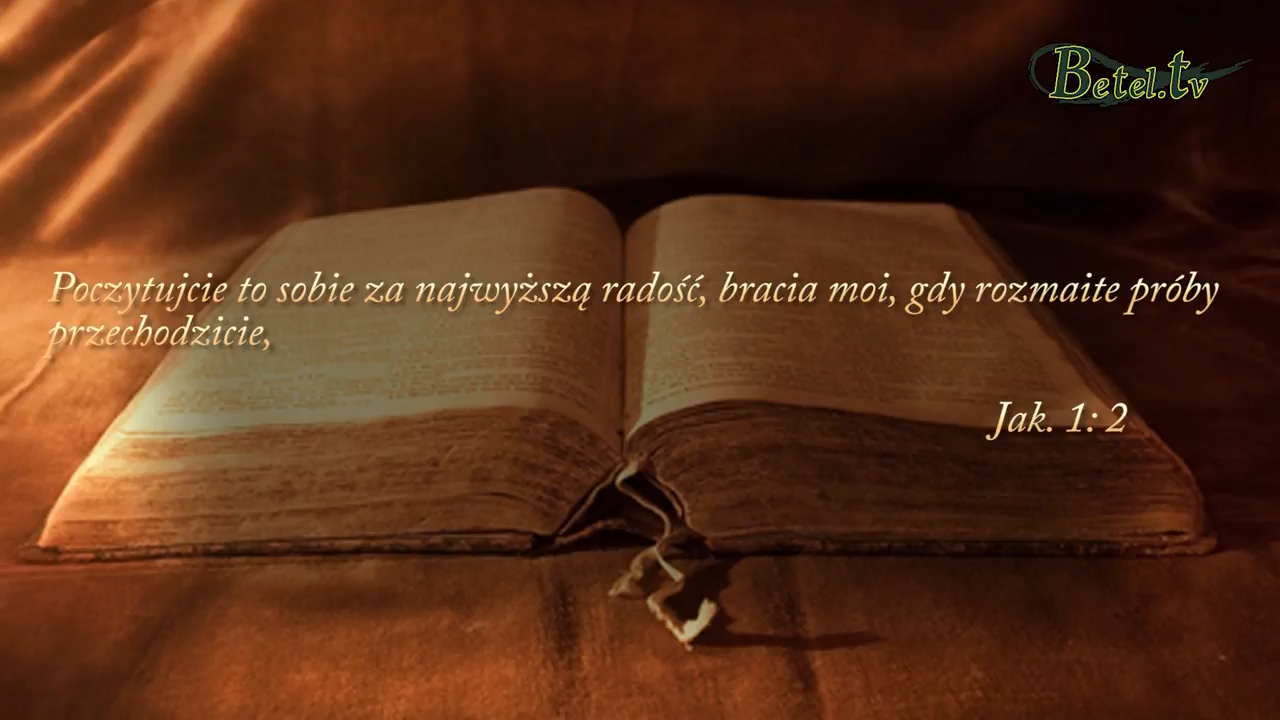 Betel.tv
Poczytujcie to sobie za najwyższą radość, bracia moi, gdy rozmaite próby
przechodzicie,
Jak. 1: 2